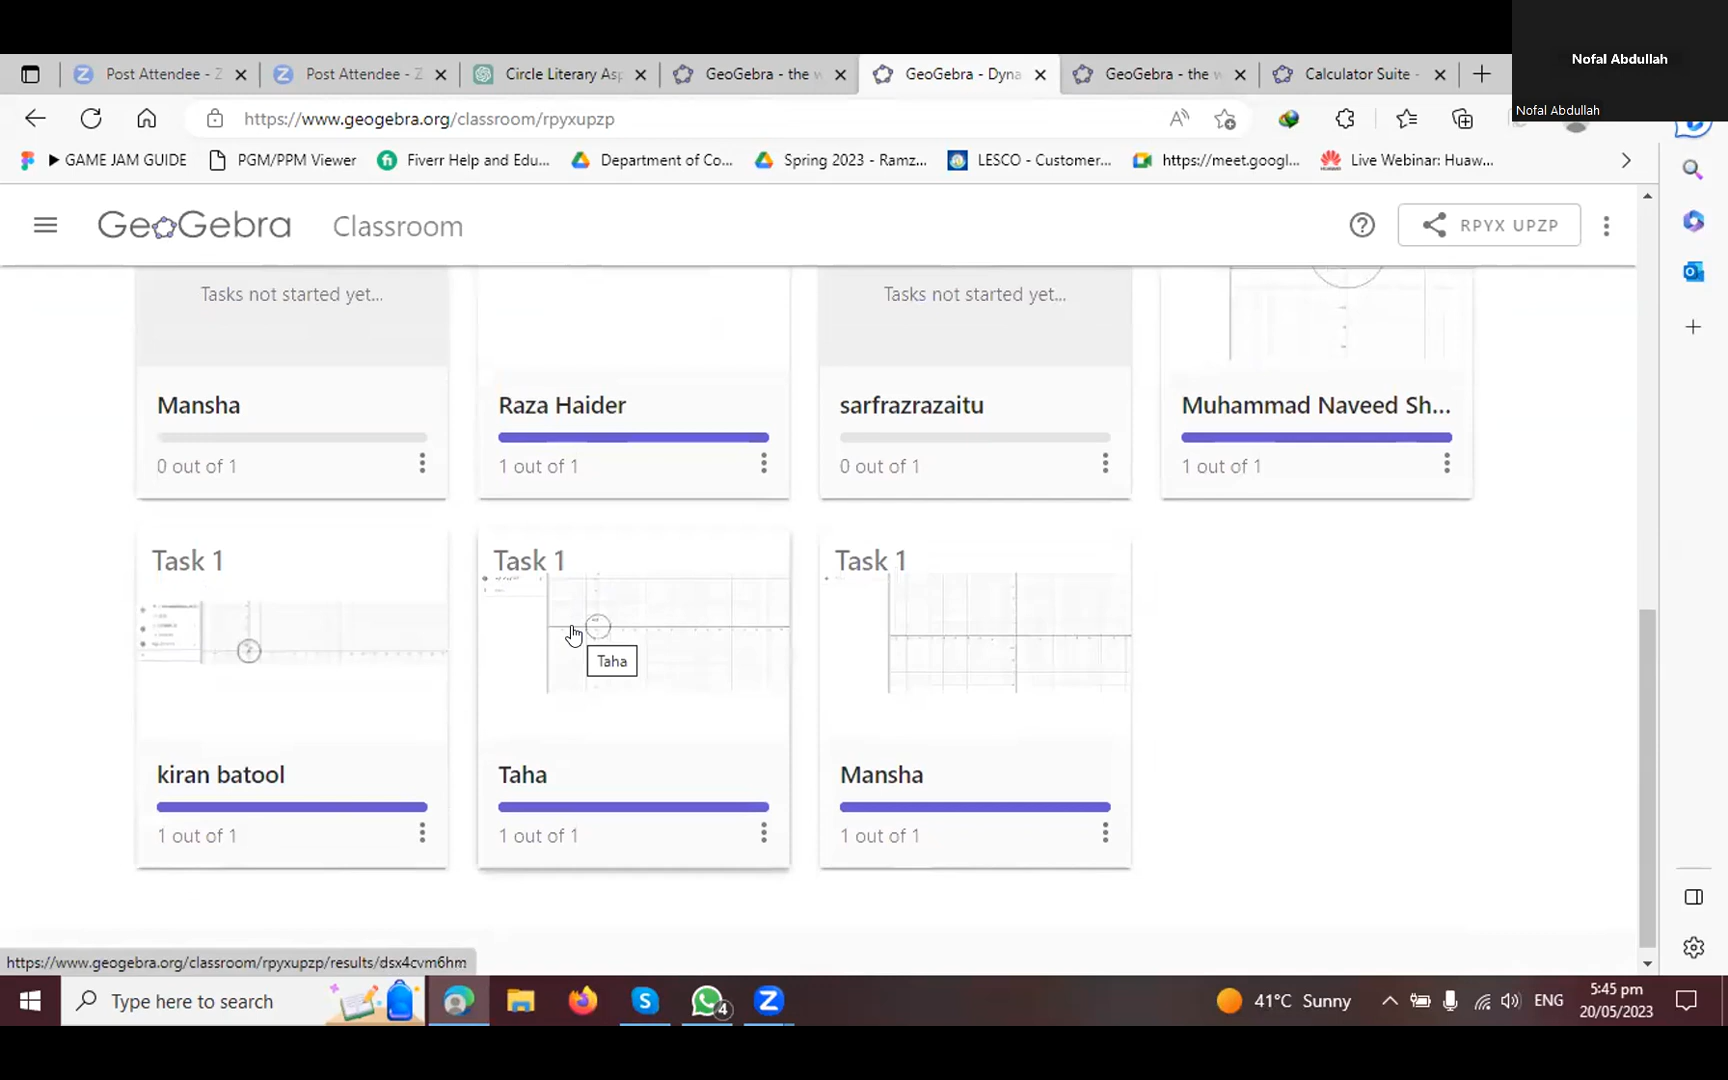 Nofal Abdullah
Nofal Abdullah
Post Attendee - Z
Post Attendee - Z
Circle Literary Asp
GeoGebra - the w
GeoGebra - Dyna
GeoGebra - the w
Calculator Suite -
https://www.geogebra.org/classroom/rpyxupzp
GAME JAM GUIDE
PGM/PPM Viewer
Fiverr Help and Edu...
Department of Co...
Spring 2023 - Ramz...
LESCO - Customer...
https://meet.googl...
Live Webinar: Huaw...
GeoGebra
Classroom
RPYX UPZP
Tasks not started yet...
Tasks not started yet...
Mansha
Raza Haider
sarfrazrazaitu
Muhammad Naveed Sh...
0 out of 1
1 out of 1
0 out of 1
1 out of 1
Task 1
Task 1
Task 1
Taha
kiran batool
Taha
Mansha
1 out of 1
1 out of 1
1 out of 1
https://www.geogebra.org/classroom/rpyxupzp/results/dsx4cvm6hm
Type here to search
4
41°C Sunny
ENG
5:45 pm
20/05/2023